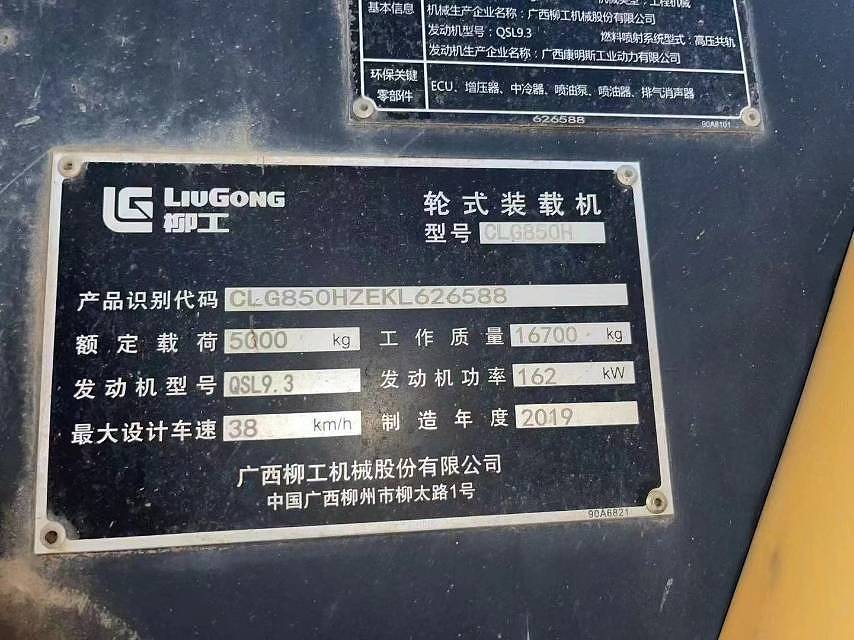 基本信息
机械类型：工程机械
机械生产企业名称：广西柳工机械股份有限公司
发动机型号：QSL9.3 燃料喷射系统型式：高压共轨
发动机生产企业名称：广西康明斯工业动力有限公司
环保关键零部件
ECU、增压器、中冷器、喷油泵、喷油器、排气消声器
626588
90A8101
LG LIUGONG 柳工
轮式装载机
型号 CLG850H
产品识别代码 CLG850HZEKL626588
额定载荷 5000 kg 工作质量 16700 kg
发动机型号 QSL9.3 发动机功率 162 kW
最大设计车速 38 km/h 制造年度 2019
广西柳工机械股份有限公司
中国广西柳州市柳太路1号
90A6821